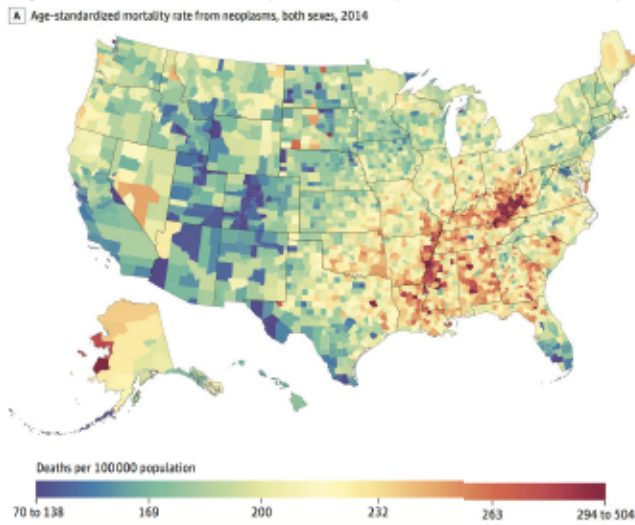 A Age-standardized mortality rate from neoplasms, both sexes, 2014
Deaths per 100 000 population
70 to 138 169 200 232 263 294 to 504